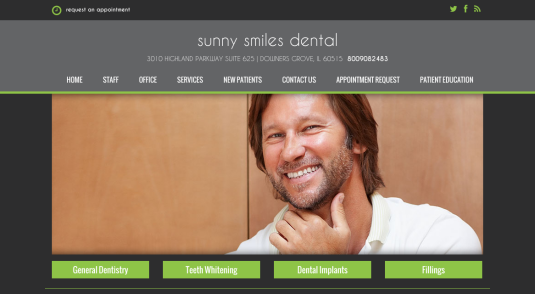 request an appointment
sunny smiles dental
3010 HIGHLAND PARKWAY SUITE 625 | DOWNERS GROVE, IL 60515 8009082483
HOME STAFF OFFICE SERVICES NEW PATIENTS CONTACT US APPOINTMENT REQUEST PATIENT EDUCATION
General Dentistry Teeth Whitening Dental Implants Fillings